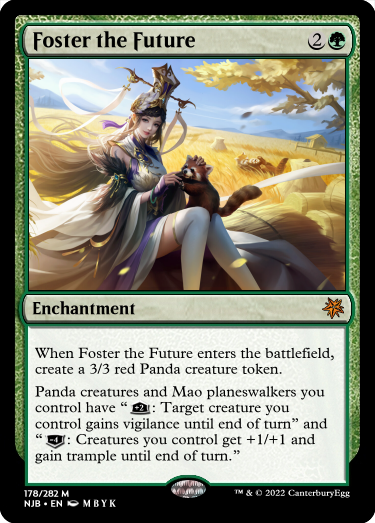 Foster the Future 2
Enchantment
When Foster the Future enters the battlefield,
create a 3/3 red Panda creature token.
Panda creatures and Mao planeswalkers you
control have “ +2 : Target creature you
control gains vigilance until end of turn” and
“ -4 : Creatures you control get +1/+1 and
gain trample until end of turn.”
178/282 M
NJB • EN M B Y K
™ & © 2022 CanterburyEgg